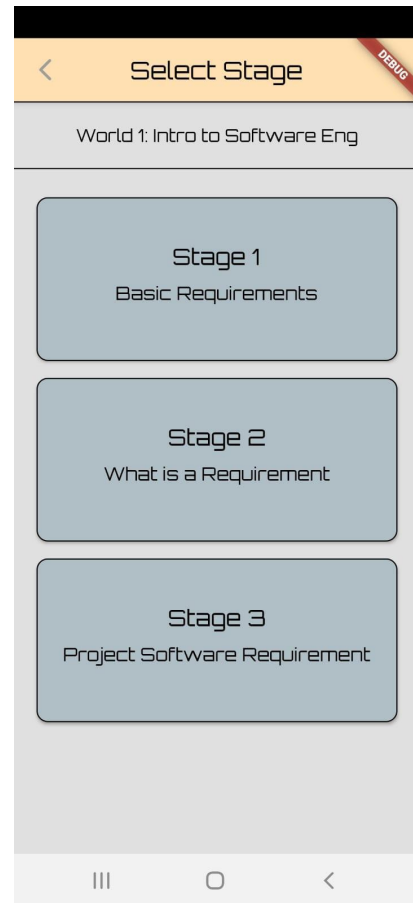 Select Stage
DEBUG
World 1: Intro to Software Eng
Stage 1
Basic Requirements
Stage 2
What is a Requirement
Stage 3
Project Software Requirement